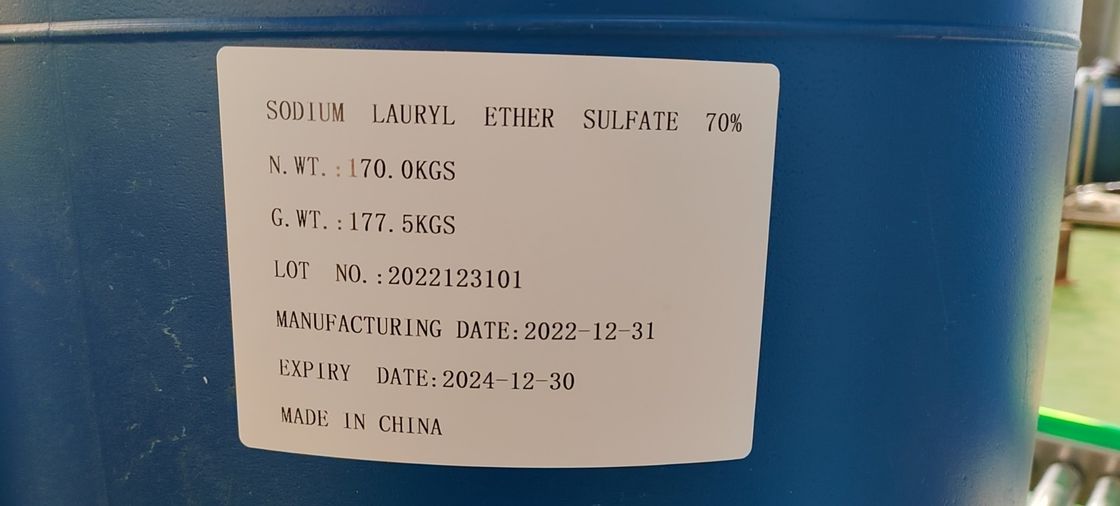 SODIUM LAURYL ETHER SULFATE 70%
N.WT.:170.0KGS
G.WT.:177.5KGS
LOT NO.:2022123101
MANUFACTURING DATE:2022-12-31
EXPIRY DATE:2024-12-30
MADE IN CHINA